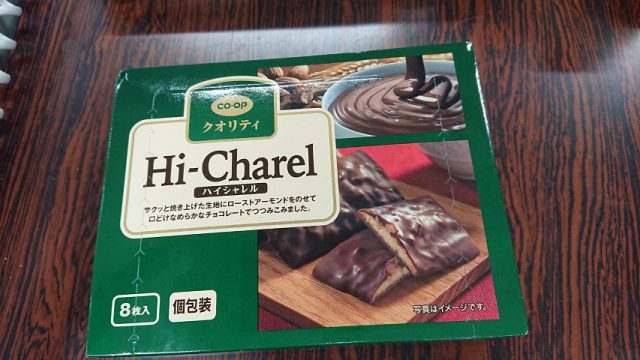 CO·OP
クオリティ
Hi-Charel
ハイシャレル
サクッと焼き上げた生地にローストアーモンドをのせて
口どけなめらかなチョコレートでつつみこみました。
8枚入
個包装
写真はイメージです。